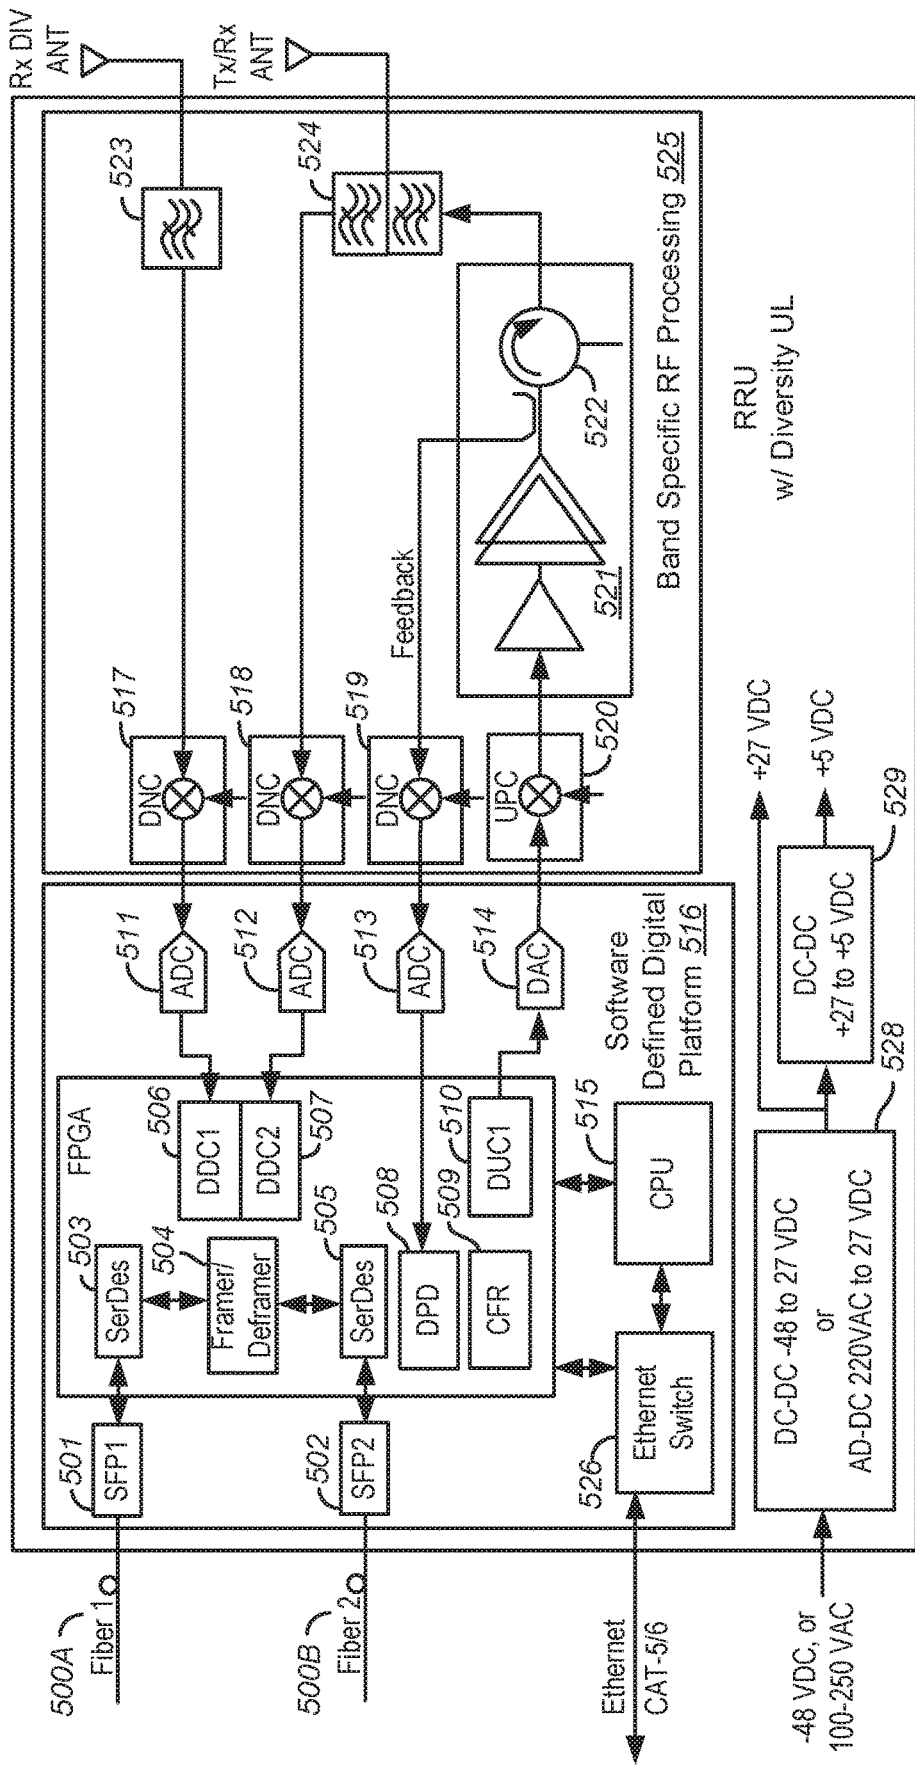 500A
Fiber 1
500B
Fiber 2
Ethernet
CAT-5/6
-48 VDC, or
100-250 VAC
501
SFP1
502
SFP2
526
Ethernet
Switch
FPGA
503
SerDes
504
Framer/
Deframer
505
SerDes
506
DDC1
DDC2
507
508
DPD
509
CFR
510
DUC1
515
CPU
511
ADC
512
ADC
513
ADC
514
DAC
Software
Defined Digital
Platform 516
517
DNC
518
DNC
519
DNC
UPC
520
Feedback
521
522
523
524
Band Specific RF Processing 525
Rx DIV
ANT
Tx/Rx
ANT
RRU
w/ Diversity UL
DC-DC -48 to 27 VDC
or
AD-DC 220VAC to 27 VDC
528
DC-DC
+27 to +5 VDC
529
+27 VDC
+5 VDC